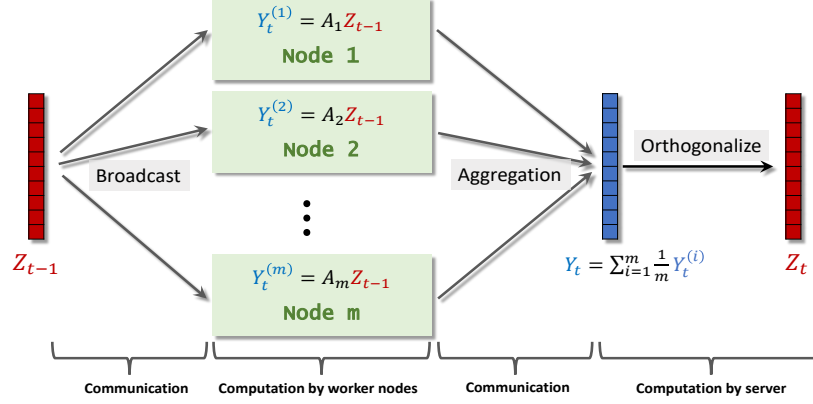 Y_t^{(1)} = A_1 Z_{t-1}
Node 1
Y_t^{(2)} = A_2 Z_{t-1}
Node 2
Broadcast
Aggregation
Orthogonalize
⋮
Z_{t-1}
Y_t^{(m)} = A_m Z_{t-1}
Node m
Y_t = \sum_{i=1}^{m} \frac{1}{m} Y_t^{(i)}
Z_t
Communication
Computation by worker nodes
Communication
Computation by server